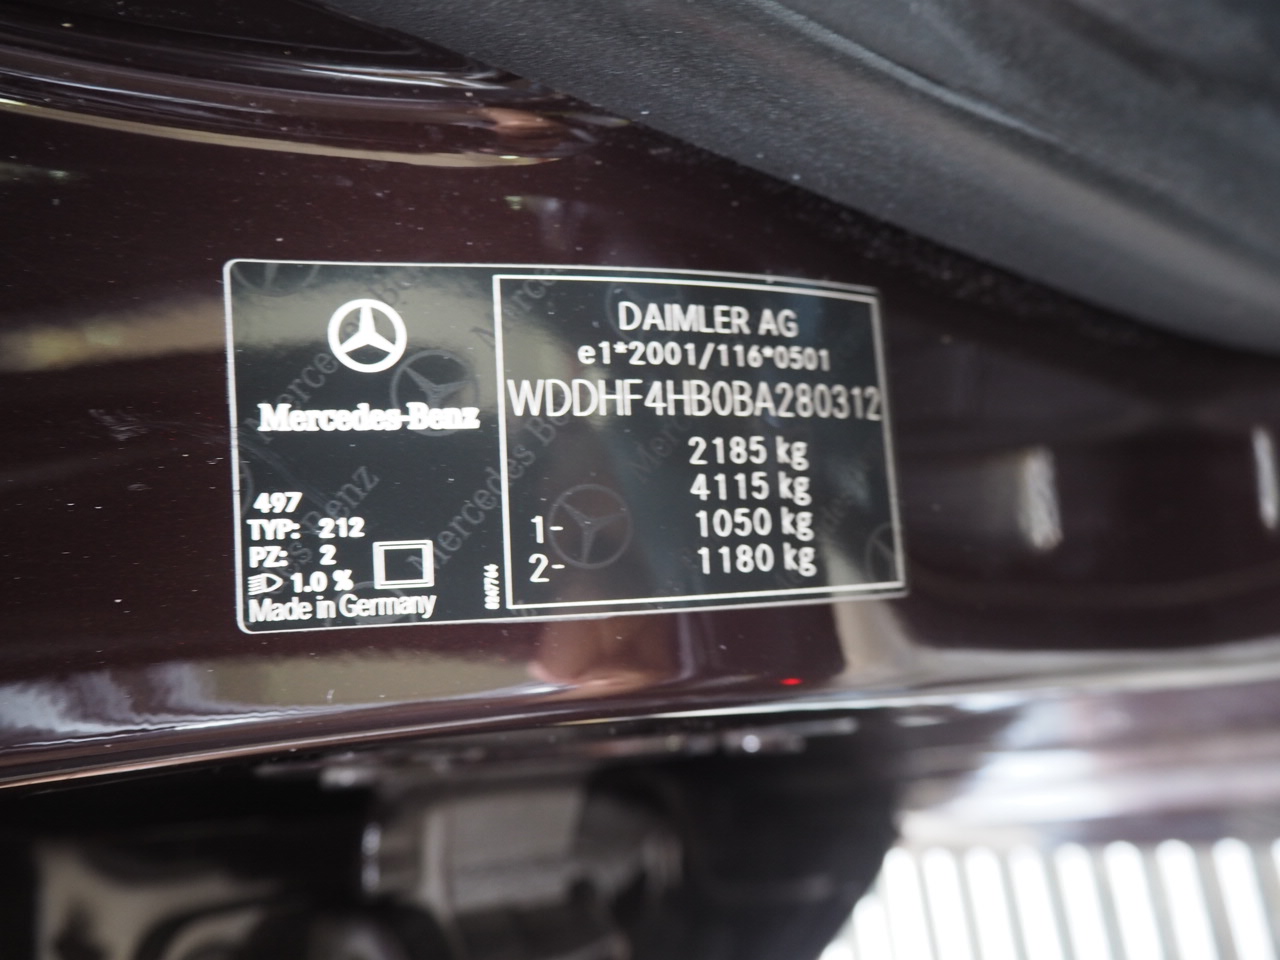 Mercedes-Benz
497
TYP: 212
PZ: 2
1.0 %
Made in Germany
DAIMLER AG
e1*2001/116*0501
WDDHF4HB0BA280312
2185 kg
4115 kg
1- 1050 kg
2- 1180 kg